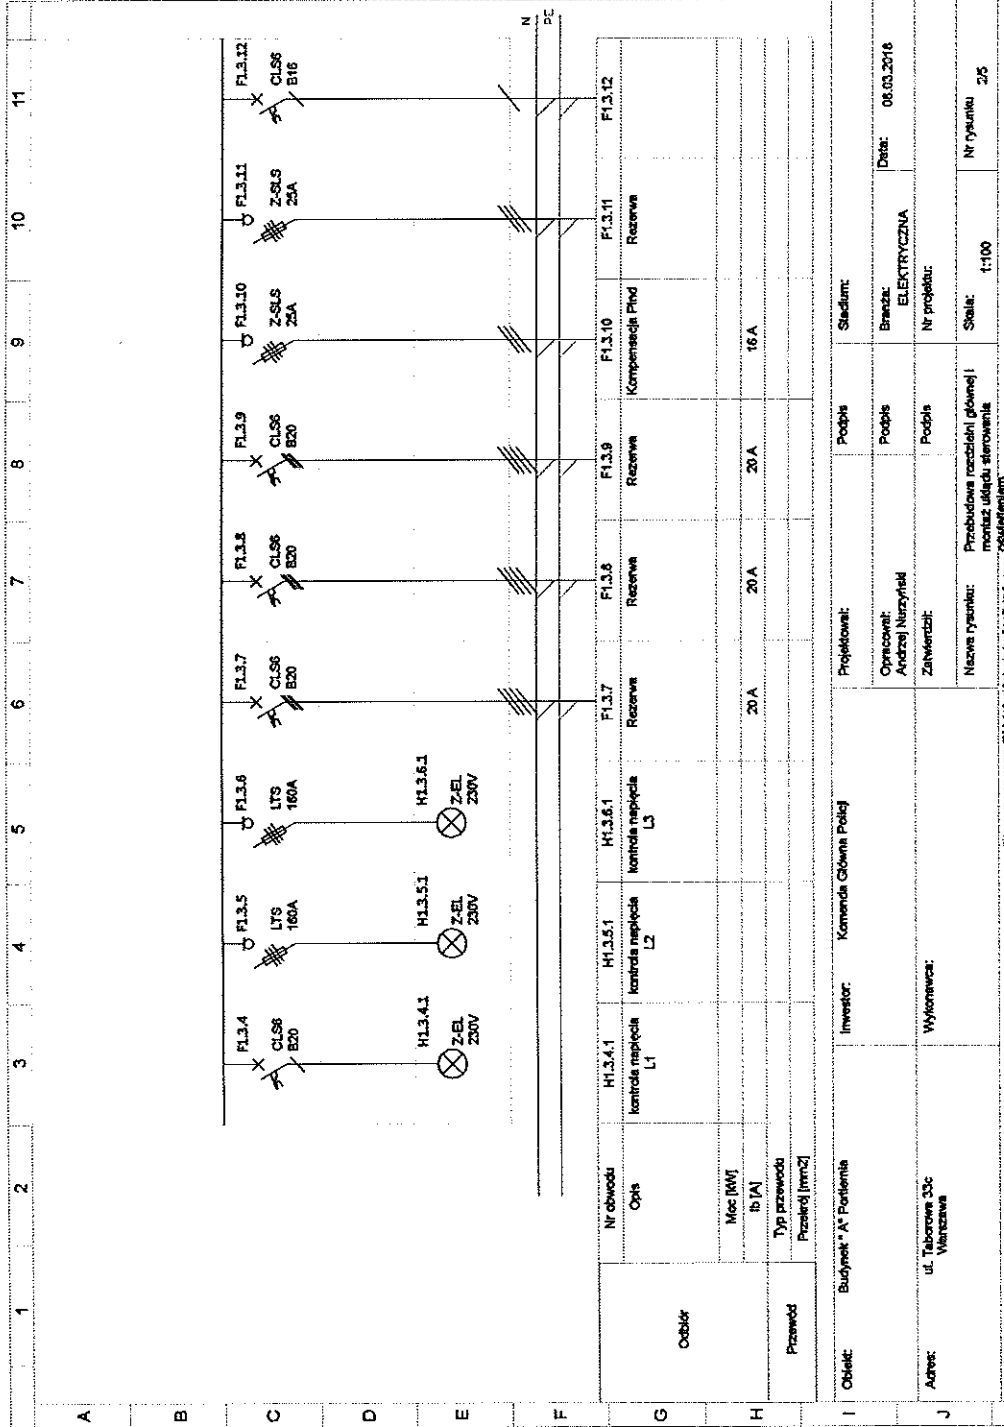 1 2 3 4 5 6 7 8 9 10 11
A
B
C
D
E
F
G
H
I
J
F1.3.4
CLS6
B20
F1.3.5
LTS
160A
F1.3.6
LTS
160A
F1.3.7
CLS6
B20
F1.3.8
CLS6
B20
F1.3.9
CLS6
B20
F1.3.10
Z-SLS
25A
F1.3.11
Z-SLS
25A
F1.3.12
CLS6
B16
H1.3.4.1
Z-EL
230V
H1.3.5.1
Z-EL
230V
H1.3.6.1
Z-EL
230V
N
PE
Nr obwodu H1.3.4.1 H1.3.5.1 H1.3.6.1 F1.3.7 F1.3.8 F1.3.9 F1.3.10 F1.3.11 F1.3.12
Odbiór
Opis
kontrola napięcia
L1
kontrola napięcia
L2
kontrola napięcia
L3
Rezerwa Rezerwa Rezerwa Kompensacja Pind Rezerwa
Moc [kW]
Ib [A] 20 A 20 A 20 A 16 A
Przewód
Typ przewodu
Przekrój [mm2]
Obiekt: Budynek "A" Portiernia
Adres: ul. Taborowa 33c
Warszawa
Inwestor: Komenda Główna Policji
Wykonawca:
Projektował: Podpis
Opracował: Podpis
Andrzej Nurzyński
Zatwierdził: Podpis
Nazwa rysunku: Przebudowa rozdzielni głównej i
montaż układu sterowania
oświetleniem
Stadium:
Branża:
ELEKTRYCZNA
Data: 08.03.2018
Nr projektu:
Skala: 1:100
Nr rysunku 2/5